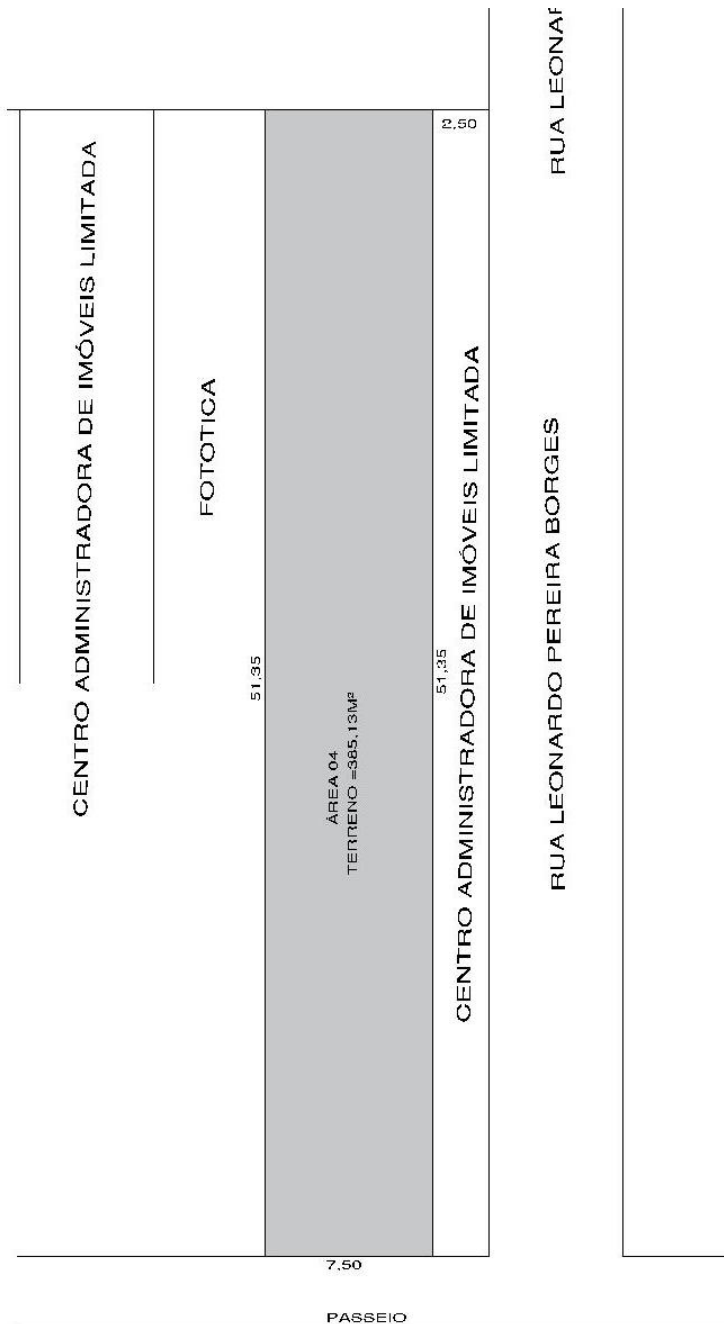 RUA LEONAR
2,50
CENTRO ADMINISTRADORA DE IMÓVEIS LIMITADA
FOTOTICA
51,35
ÁREA 04
TERRENO =385,13M²
51,35
CENTRO ADMINISTRADORA DE IMÓVEIS LIMITADA
RUA LEONARDO PEREIRA BORGES
7,50
PASSEIO